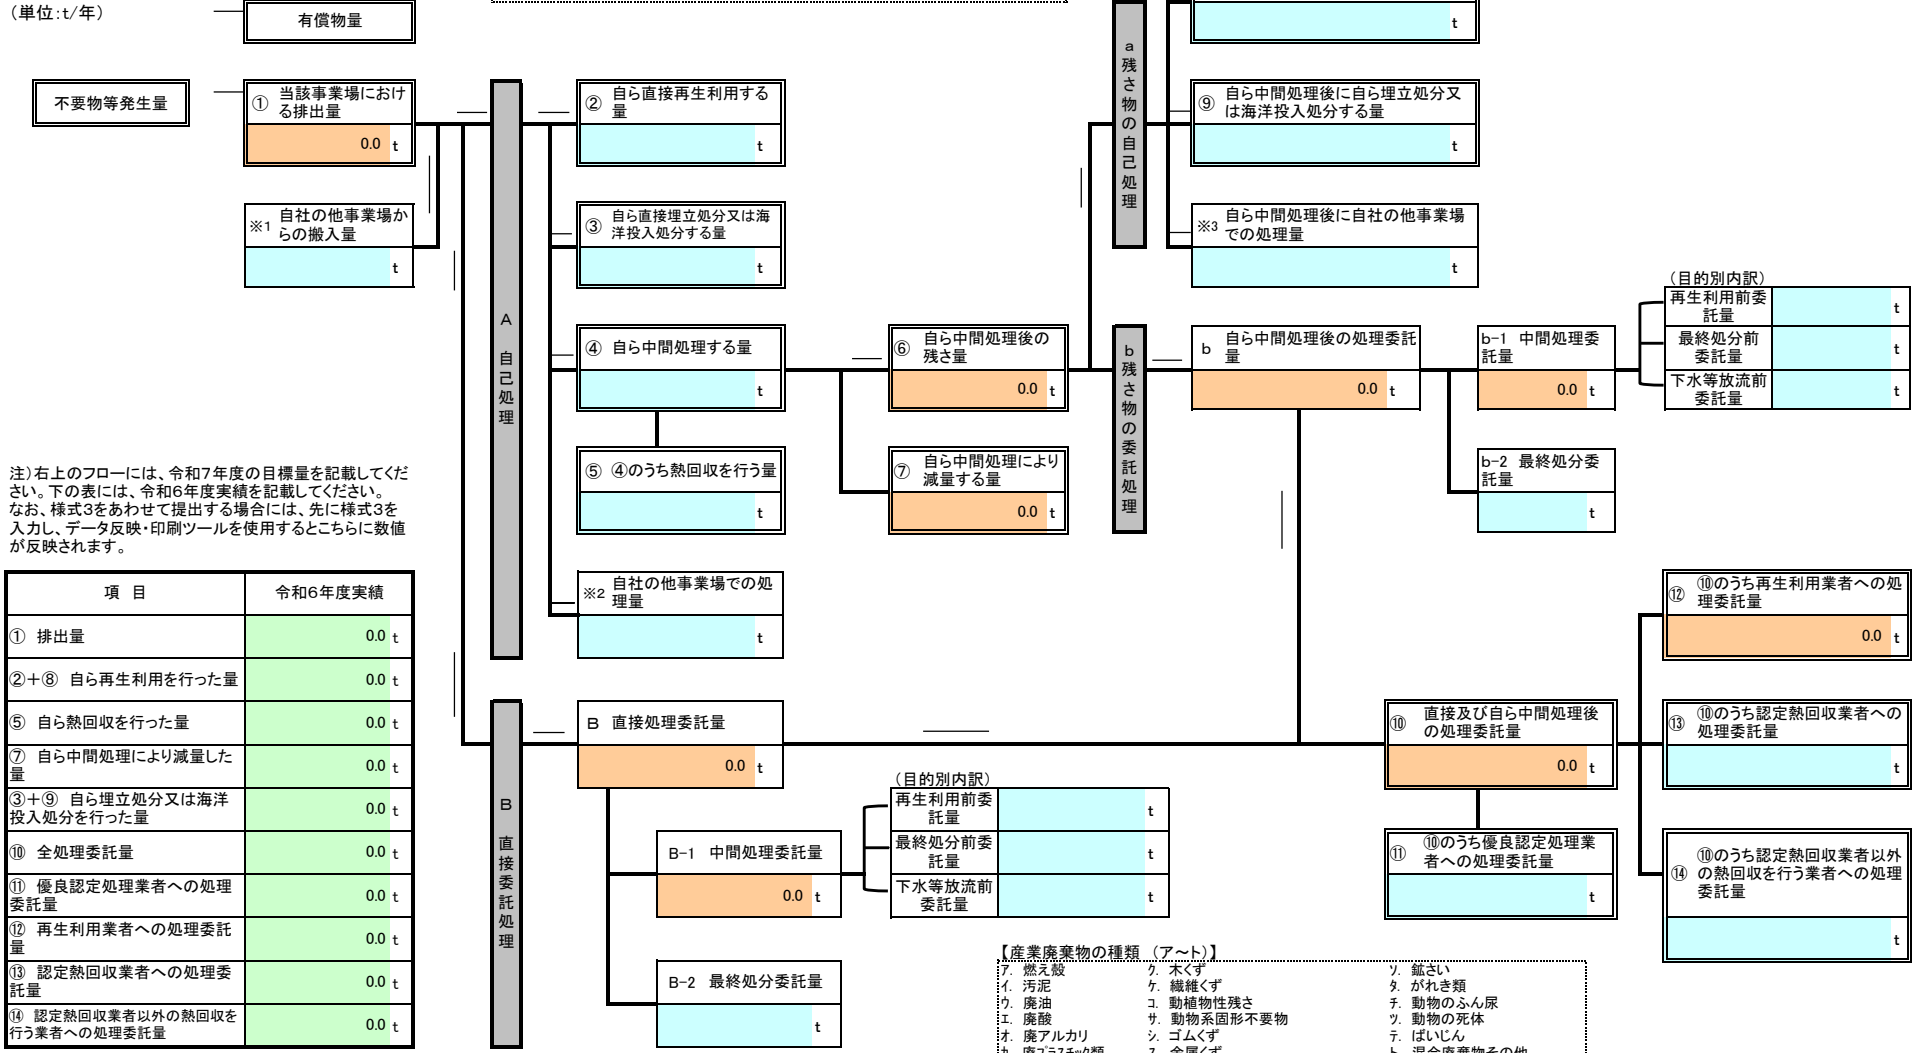 （単位:t/年）
有償物量
t
不要物等発生量
① 当該事業場におけ
る排出量
0.0 t
※1 自社の他事業場か
らの搬入量
t
A 自己処理
② 自ら直接再生利用する
量
t
③ 自ら直接埋立処分又は海
洋投入処分する量
t
④ 自ら中間処理する量
t
⑤ ④のうち熱回収を行う量
t
※2 自社の他事業場での処
理量
t
⑥ 自ら中間処理後の
残さ量
0.0 t
⑦ 自ら中間処理により
減量する量
0.0 t
a 残さ物の自己処理
⑨ 自ら中間処理後に自ら埋立処分又
は海洋投入処分する量
t
※3 自ら中間処理後に自社の他事業場
での処理量
t
b 残さ物の委託処理
b 自ら中間処理後の処理委託
量
0.0 t
b-1 中間処理委
託量
0.0 t
b-2 最終処分委
託量
t
（目的別内訳）
再生利用前委
託量
t
最終処分前
委託量
t
下水等放流前
委託量
t
注）右上のフローには、令和7年度の目標量を記載してくだ
さい。下の表には、令和6年度実績を記載してください。
なお、様式3をあわせて提出する場合には、先に様式3を
入力し、データ反映・印刷ツールを使用するとこちらに数値
が反映されます。
項 目 令和6年度実績
① 排出量 0.0 t
②＋⑧ 自ら再生利用を行った量 0.0 t
⑤ 自ら熱回収を行った量 0.0 t
⑦ 自ら中間処理により減量した
量 0.0 t
③＋⑨ 自ら埋立処分又は海洋
投入処分を行った量 0.0 t
⑩ 全処理委託量 0.0 t
⑪ 優良認定処理業者への処理
委託量 0.0 t
⑫ 再生利用業者への処理委託
量 0.0 t
⑬ 認定熱回収業者への処理委
託量 0.0 t
⑭ 認定熱回収業者以外の熱回収を
行う業者への処理委託量 0.0 t
B 直接委託処理
B 直接処理委託量
0.0 t
B-1 中間処理委託量
0.0 t
B-2 最終処分委託量
t
（目的別内訳）
再生利用前委
託量
t
最終処分前委
託量
t
下水等放流前
委託量
t
⑩ 直接及び自ら中間処理後
の処理委託量
0.0 t
⑪ ⑩のうち優良認定処理業
者への処理委託量
t
⑫ ⑩のうち再生利用業者への処
理委託量
0.0 t
⑬ ⑩のうち認定熱回収業者への
処理委託量
t
⑭ ⑩のうち認定熱回収業者以外
の熱回収を行う業者への処理
委託量
t
【産業廃棄物の種類 （ア～ト）】
ア. 燃え殻 ク. 木くず ソ. 鉱さい
イ. 汚泥 ケ. 繊維くず タ. がれき類
ウ. 廃油 コ. 動植物性残さ チ. 動物のふん尿
エ. 廃酸 サ. 動物系固形不要物 ツ. 動物の死体
オ. 廃アルカリ シ. ゴムくず テ. ばいじん
カ. 廃プラスチック類 ス. 金属くず ト. 混合廃棄物その他